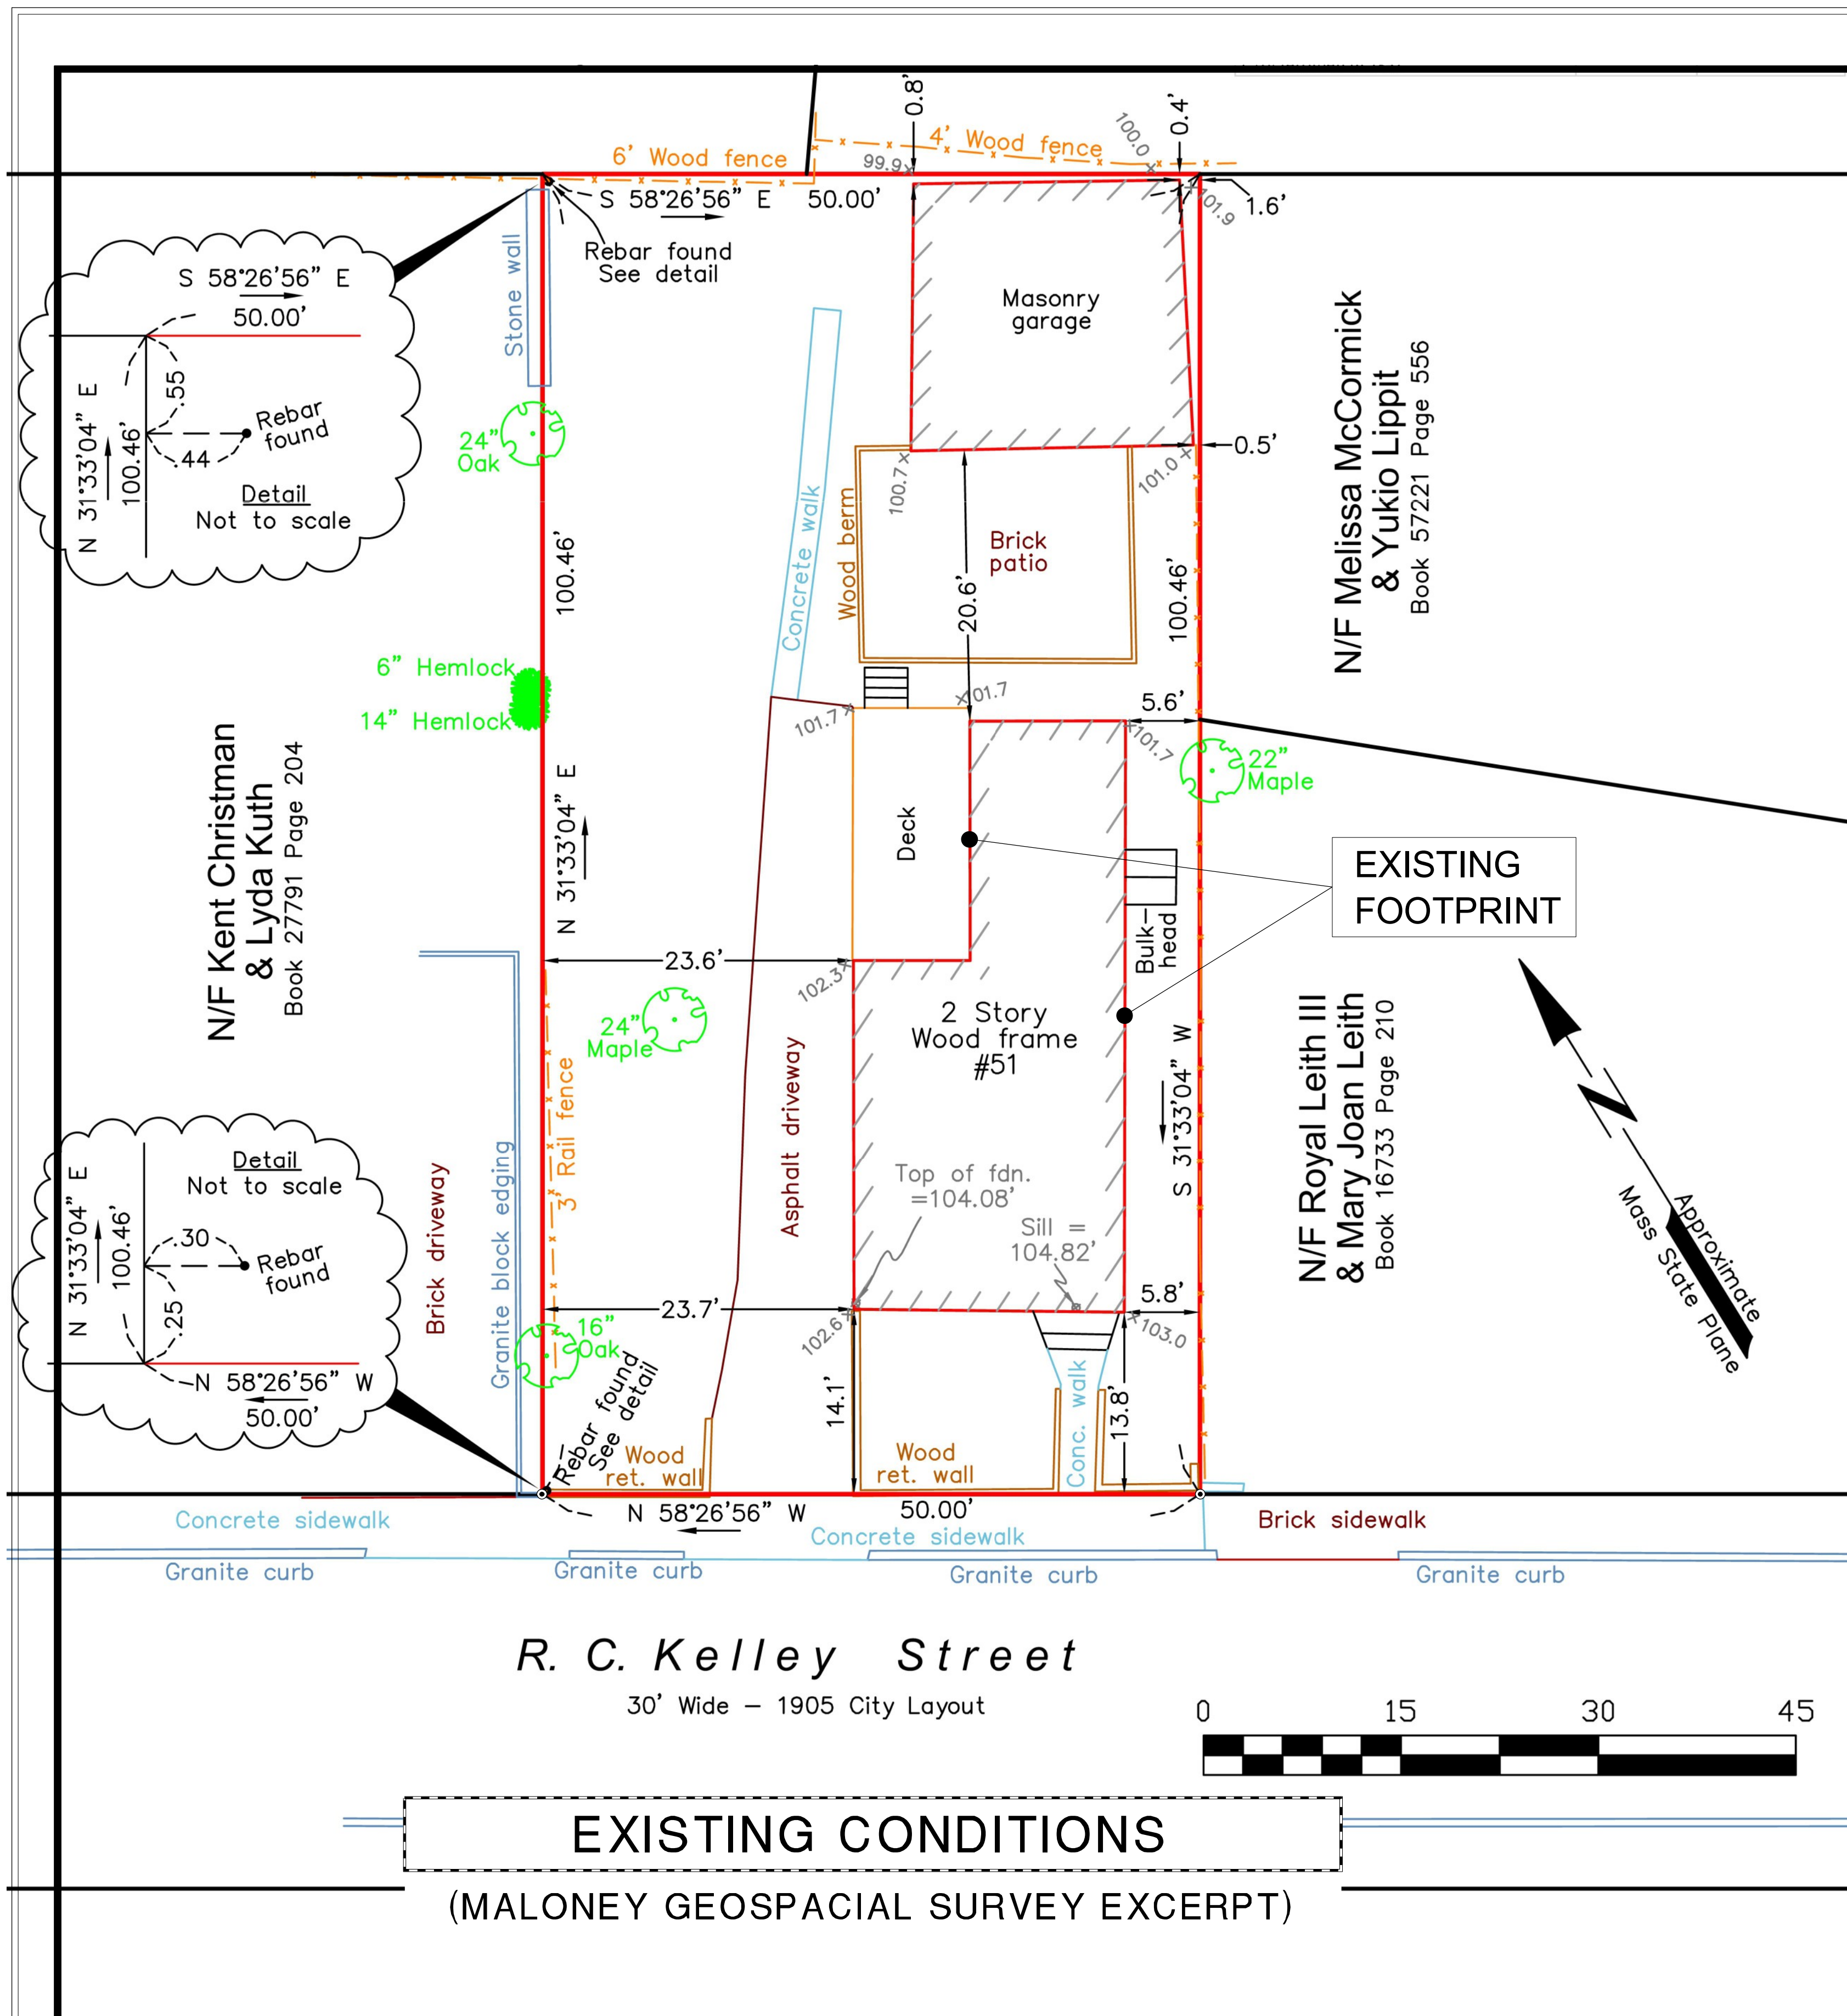 0.8'
0.4'
100.0
4' Wood fence
6' Wood fence
99.9
S 58°26'56" E 50.00'
1.6'
101.9
Rebar found
See detail
Stone wall
S 58°26'56" E
50.00'
.55
N 31°33'04" E
100.46'
Rebar
found
.44
Detail
Not to scale
Masonry
garage
24"
Oak
0.5'
100.7
101.0
Concrete walk
Wood berm
Brick
patio
100.46'
20.6'
100.46'
N/F Melissa McCormick
& Yukio Lippit
Book 57221 Page 556
6" Hemlock
14" Hemlock
101.7
01.7
5.6'
101.7
22"
Maple
N/F Kent Christman
& Lyda Kuth
Book 27791 Page 204
N 31°33'04" E
Deck
EXISTING
FOOTPRINT
Bulk-
head
23.6'
102.3
2 Story
Wood frame
#51
24"
Maple
Asphalt driveway
3' Rail fence
S 31°33'04" W
N/F Royal Leith III
& Mary Joan Leith
Book 16733 Page 210
Approximate
Mass State Plane
Top of fdn.
=104.08'
Sill =
104.82'
Detail
Not to scale
N 31°33'04" E
100.46'
.30
Rebar
found
.25
N 58°26'56" W
50.00'
Brick driveway
Granite block edging
23.7'
5.8'
102.6
103.0
16"
Oak
Rebar found
See detail
14.1'
13.8'
Conc. walk
Wood
ret. wall
Wood
ret. wall
N 58°26'56" W 50.00'
Concrete sidewalk
Concrete sidewalk
Brick sidewalk
Granite curb
Granite curb
Granite curb
Granite curb
R. C. Kelley Street
30' Wide – 1905 City Layout
0 15 30 45
EXISTING CONDITIONS
(MALONEY GEOSPACIAL SURVEY EXCERPT)